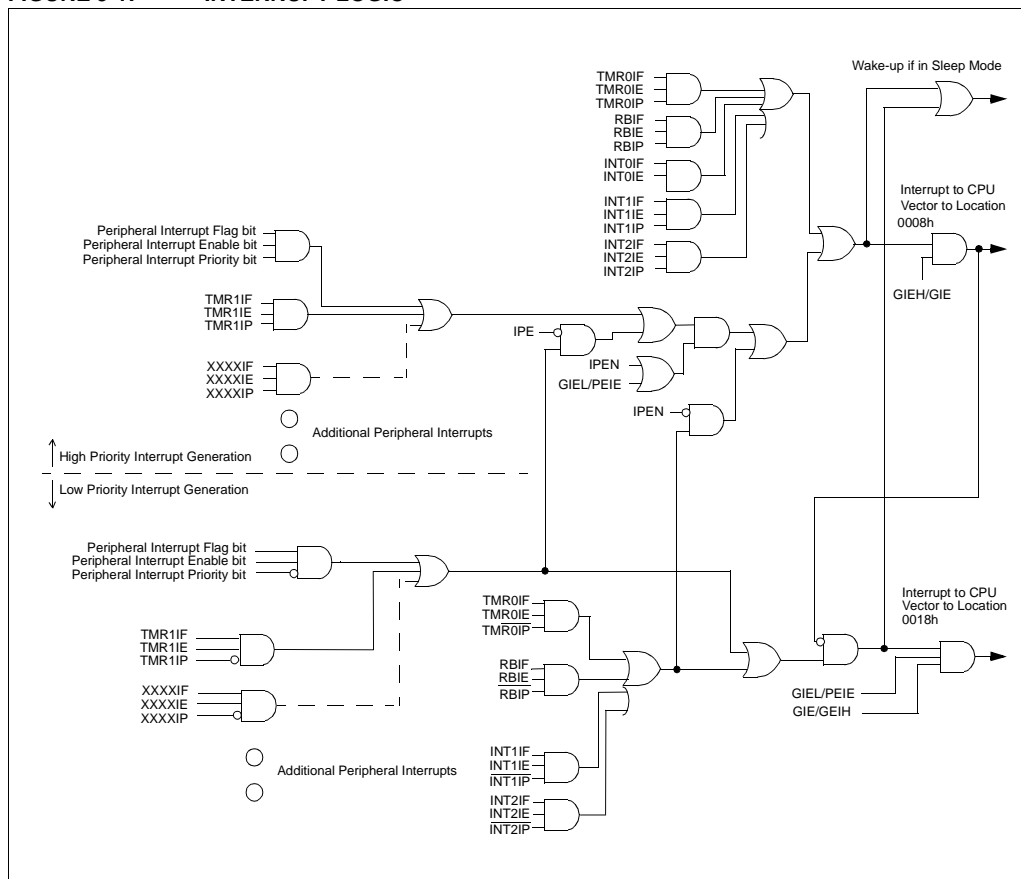 Wake-up if in Sleep Mode
TMR0IF
TMR0IE
TMR0IP
RBIF
RBIE
RBIP
INT0IF
INT0IE
INT1IF
INT1IE
INT1IP
INT2IF
INT2IE
INT2IP
Interrupt to CPU
Vector to Location
0008h
GIEH/GIE
Peripheral Interrupt Flag bit
Peripheral Interrupt Enable bit
Peripheral Interrupt Priority bit
TMR1IF
TMR1IE
TMR1IP
XXXXIF
XXXXIE
XXXXIP
IPE
IPEN
GIEL/PEIE
IPEN
Additional Peripheral Interrupts
High Priority Interrupt Generation
Low Priority Interrupt Generation
Peripheral Interrupt Flag bit
Peripheral Interrupt Enable bit
Peripheral Interrupt Priority bit
TMR1IF
TMR1IE
TMR1IP
XXXXIF
XXXXIE
XXXXIP
Additional Peripheral Interrupts
TMR0IF
TMR0IE
TMR0IP
RBIF
RBIE
RBIP
INT1IF
INT1IE
INT1IP
INT2IF
INT2IE
INT2IP
Interrupt to CPU
Vector to Location
0018h
GIEL/PEIE
GIE/GEIH